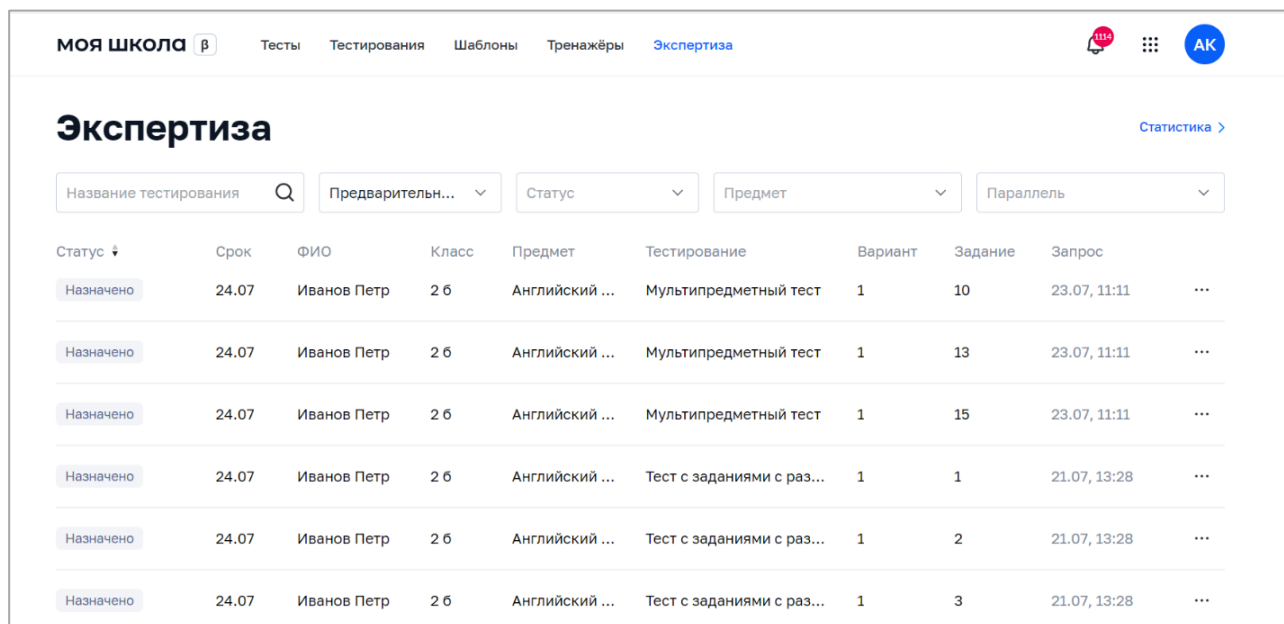 МОЯ ШКОЛА β Тесты Тестирования Шаблоны Тренажёры Экспертиза 1114 АК
Экспертиза Статистика >
Название тестирования Предварительн... Статус Предмет Параллель
Статус Срок ФИО Класс Предмет Тестирование Вариант Задание Запрос
Назначено 24.07 Иванов Петр 2 б Английский ... Мультипредметный тест 1 10 23.07, 11:11 ...
Назначено 24.07 Иванов Петр 2 б Английский ... Мультипредметный тест 1 13 23.07, 11:11 ...
Назначено 24.07 Иванов Петр 2 б Английский ... Мультипредметный тест 1 15 23.07, 11:11 ...
Назначено 24.07 Иванов Петр 2 б Английский ... Тест с заданиями с раз... 1 1 21.07, 13:28 ...
Назначено 24.07 Иванов Петр 2 б Английский ... Тест с заданиями с раз... 1 2 21.07, 13:28 ...
Назначено 24.07 Иванов Петр 2 б Английский ... Тест с заданиями с раз... 1 3 21.07, 13:28 ...